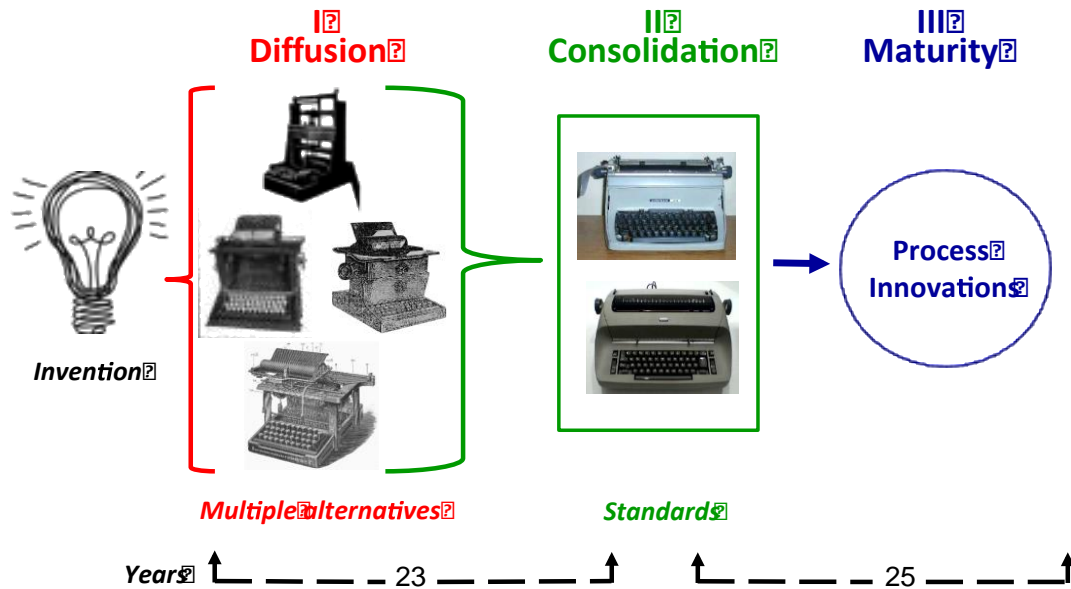 I
Diffusion
II
Consolidation
III
Maturity
Process
Innovations
Invention
Multiple alternatives
Standards
Years
23
25